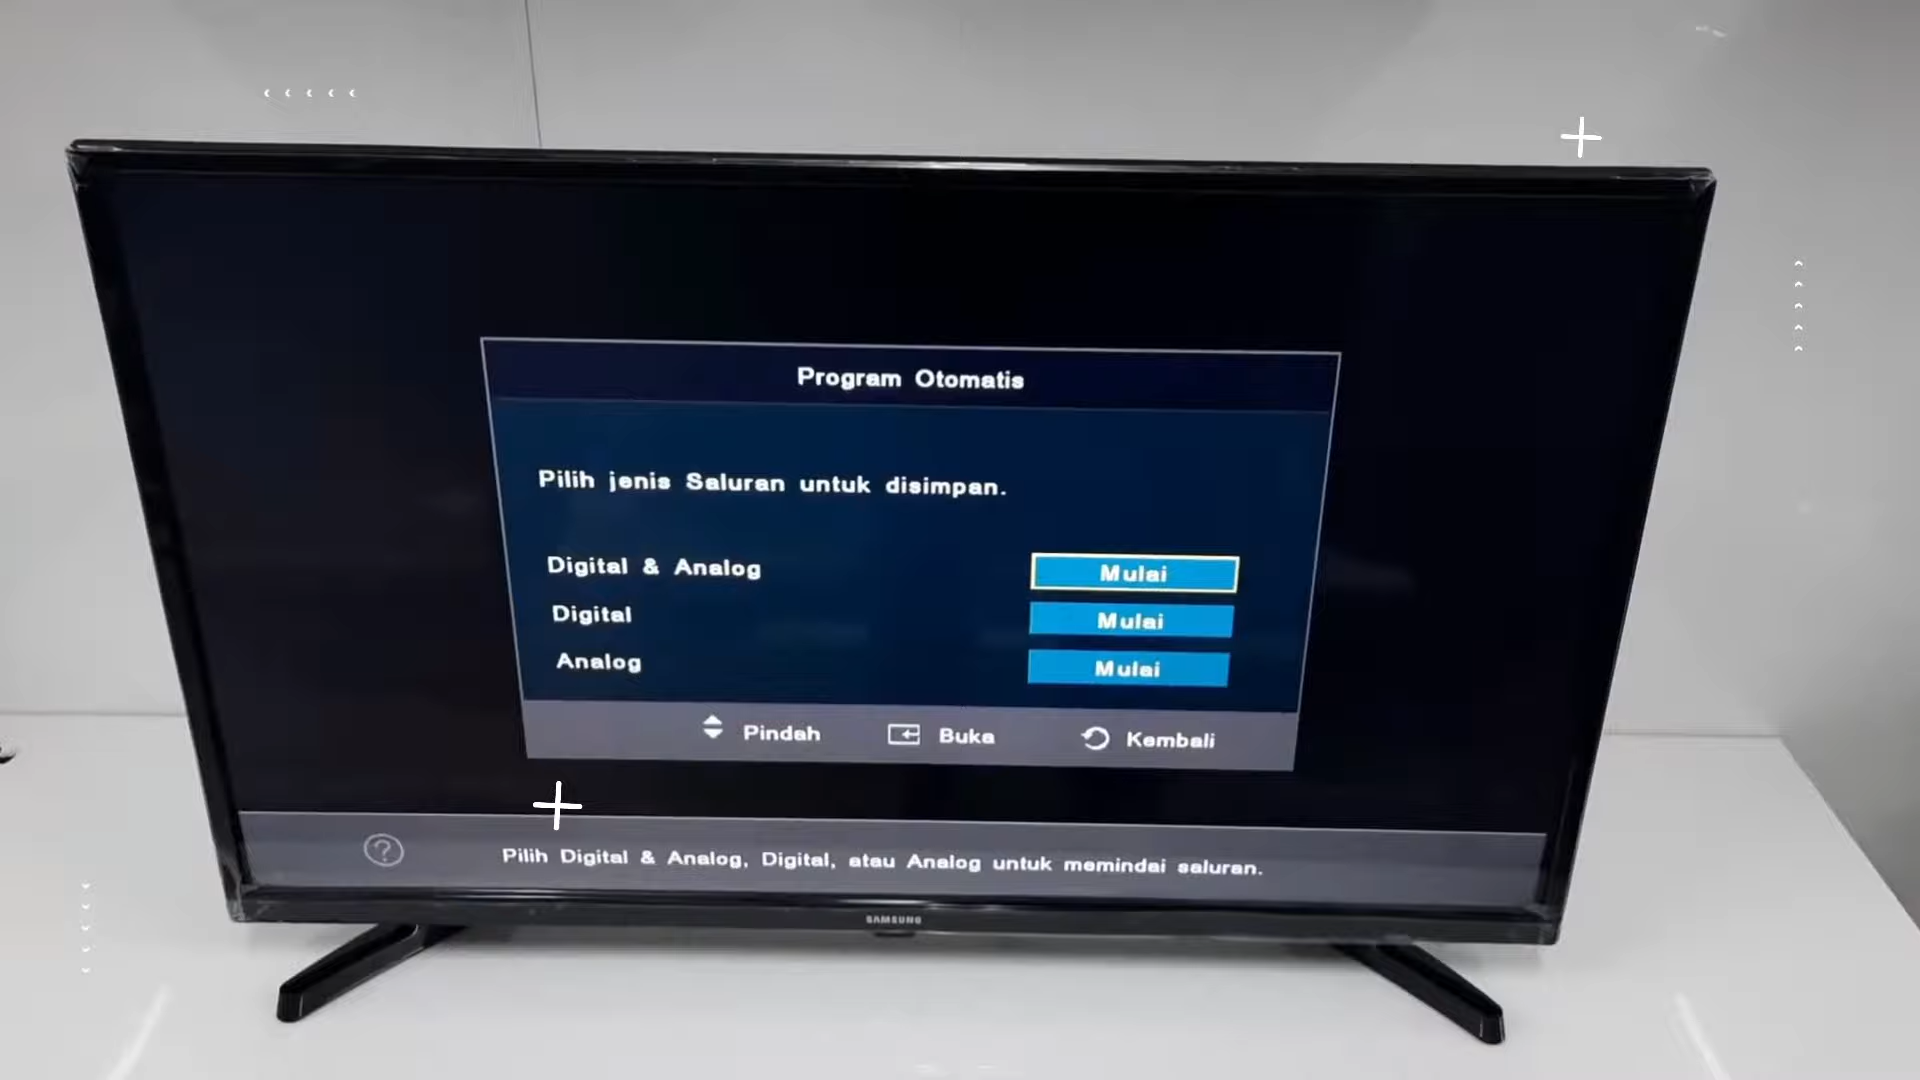 Program Otomatis
Pilih jenis Saluran untuk disimpan.
Digital & Analog Mulai
Digital Mulai
Analog Mulai
Pindah Buka Kembali
Pilih Digital & Analog, Digital, atau Analog untuk memindai saluran.
SAMSUNG